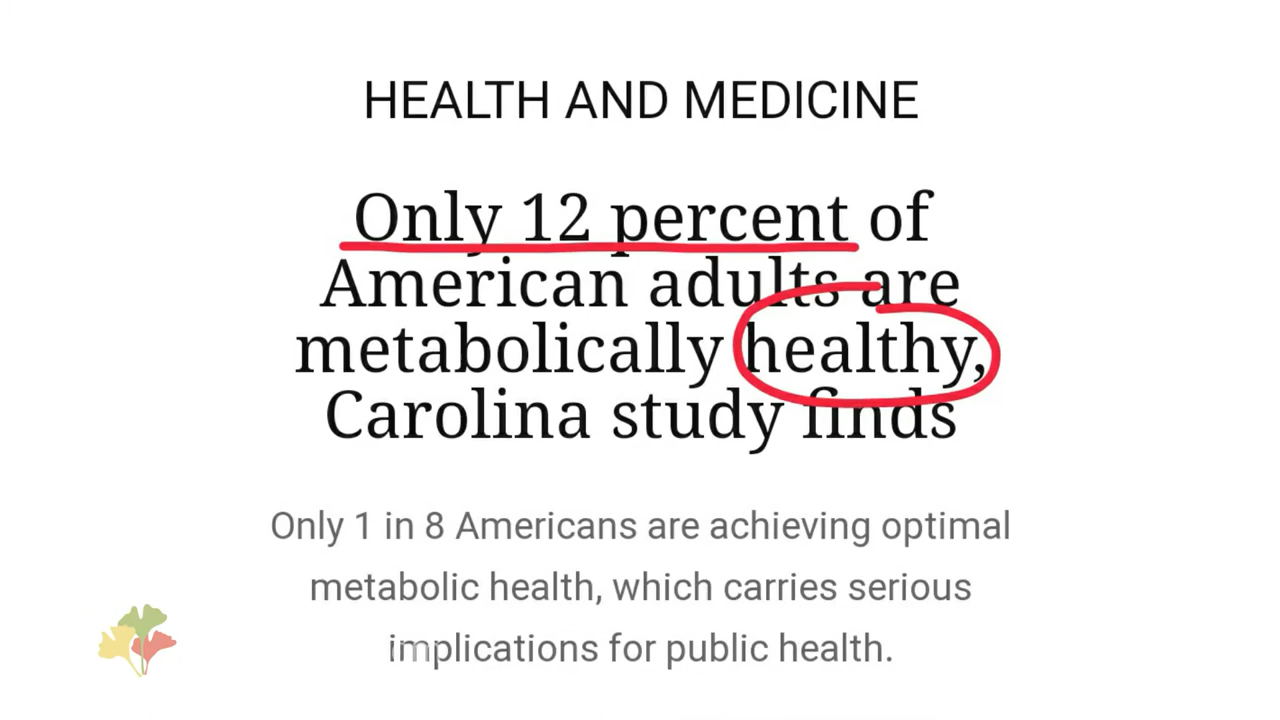 HEALTH AND MEDICINE
Only 12 percent of
American adults are
metabolically healthy,
Carolina study finds
Only 1 in 8 Americans are achieving optimal
metabolic health, which carries serious
implications for public health.